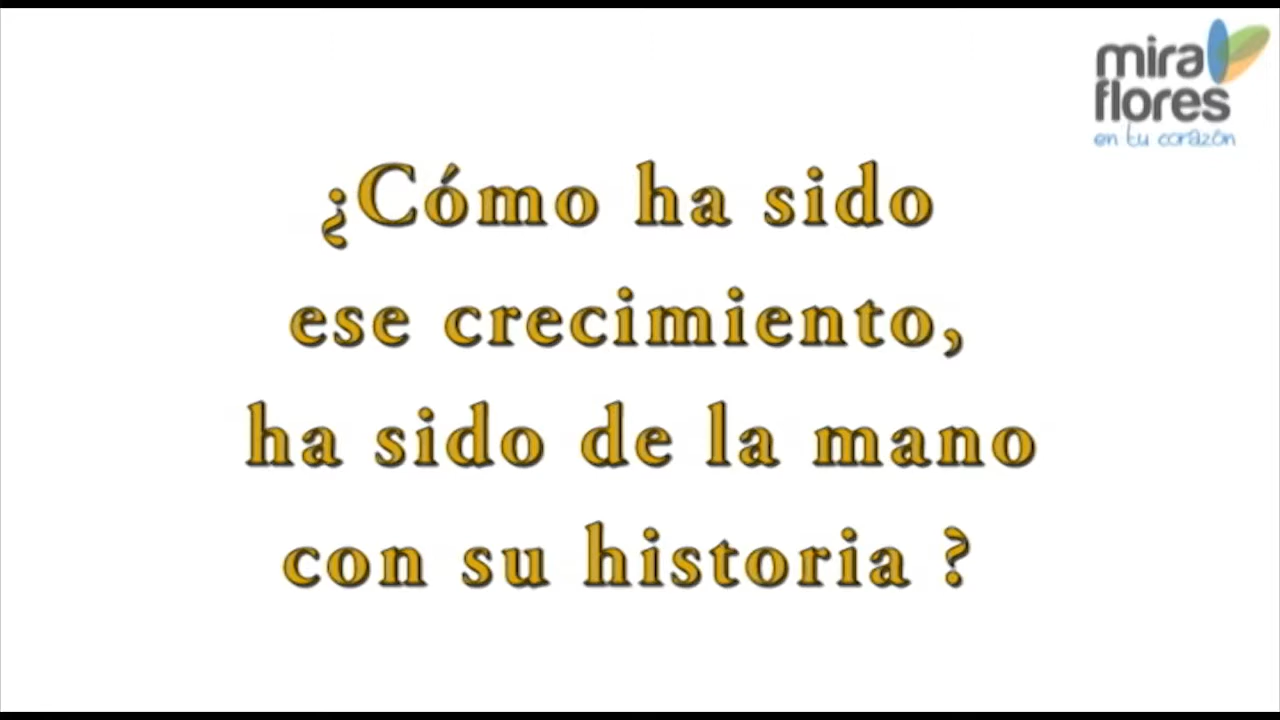 mira
flores
en tu corazón
¿Cómo ha sido
ese crecimiento,
ha sido de la mano
con su historia ?